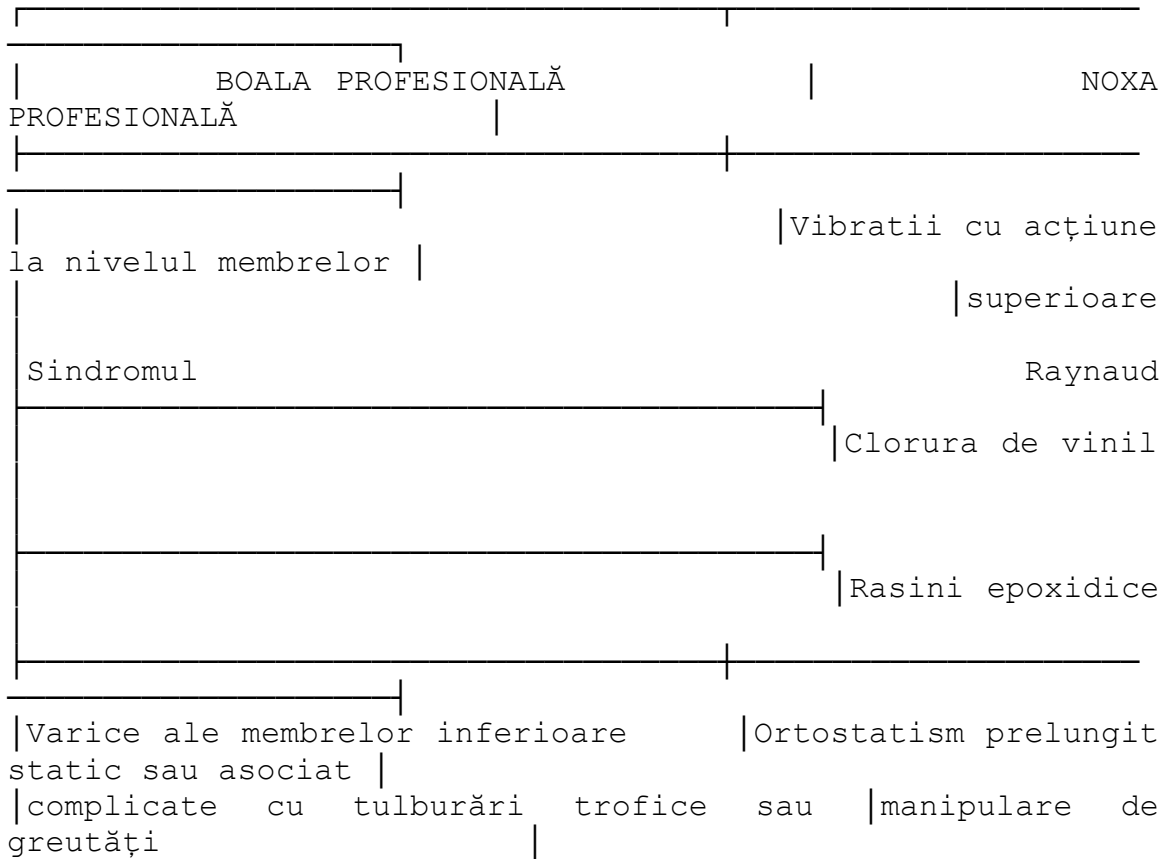 BOALA PROFESIONALĂ | NOXA
PROFESIONALĂ |
| |Vibratii cu acțiune
la nivelul membrelor |
| |superioare
|
|Sindromul Raynaud
|Clorura de vinil
|Rasini epoxidice
|Varice ale membrelor inferioare |Ortostatism prelungit
static sau asociat |
|complicate cu tulburări trofice sau |manipulare de
greutăți |